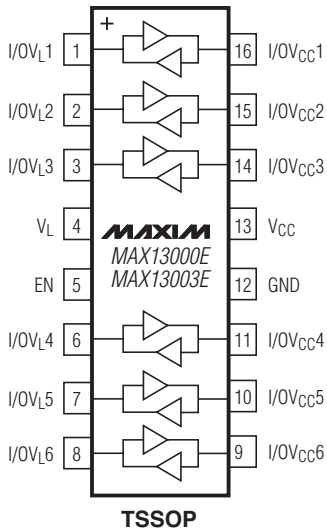 +
I/OVL1 1 16 I/OVCC1
I/OVL2 2 15 I/OVCC2
I/OVL3 3 14 I/OVCC3
VL 4 MAXIM 13 VCC
MAX13000E
EN 5 MAX13003E 12 GND
I/OVL4 6 11 I/OVCC4
I/OVL5 7 10 I/OVCC5
I/OVL6 8 9 I/OVCC6
TSSOP